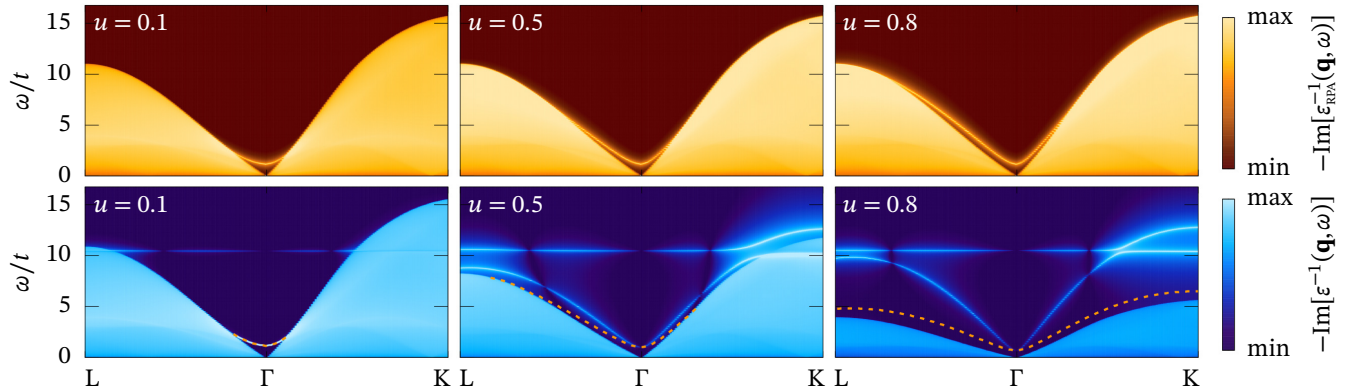 u = 0.1
u = 0.5
u = 0.8
max
min
−Im[ε⁻¹_RPA(q, ω)]
ω/t
15
10
5
0
u = 0.1
u = 0.5
u = 0.8
max
min
−Im[ε⁻¹(q, ω)]
ω/t
15
10
5
0
L
Γ
K
L
Γ
K
L
Γ
K